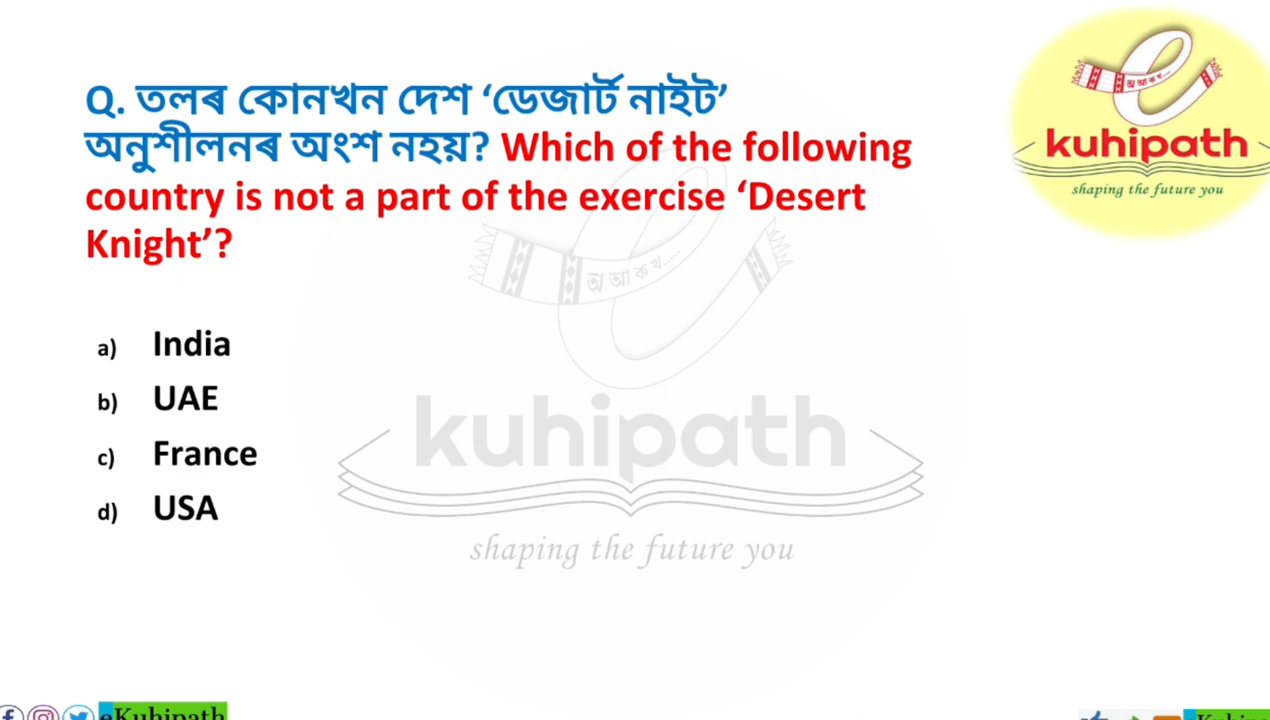 Q. তলৰ কোনখন দেশ ‘ডেজাৰ্ট নাইট’
অনুশীলনৰ অংশ নহয়? Which of the following
country is not a part of the exercise ‘Desert
Knight’?
a) India
b) UAE
c) France
d) USA
অ আ ক খ....
kuhipath
shaping the future you
অ আ ক খ.....
kuhipath
shaping the future you
eKuhipath